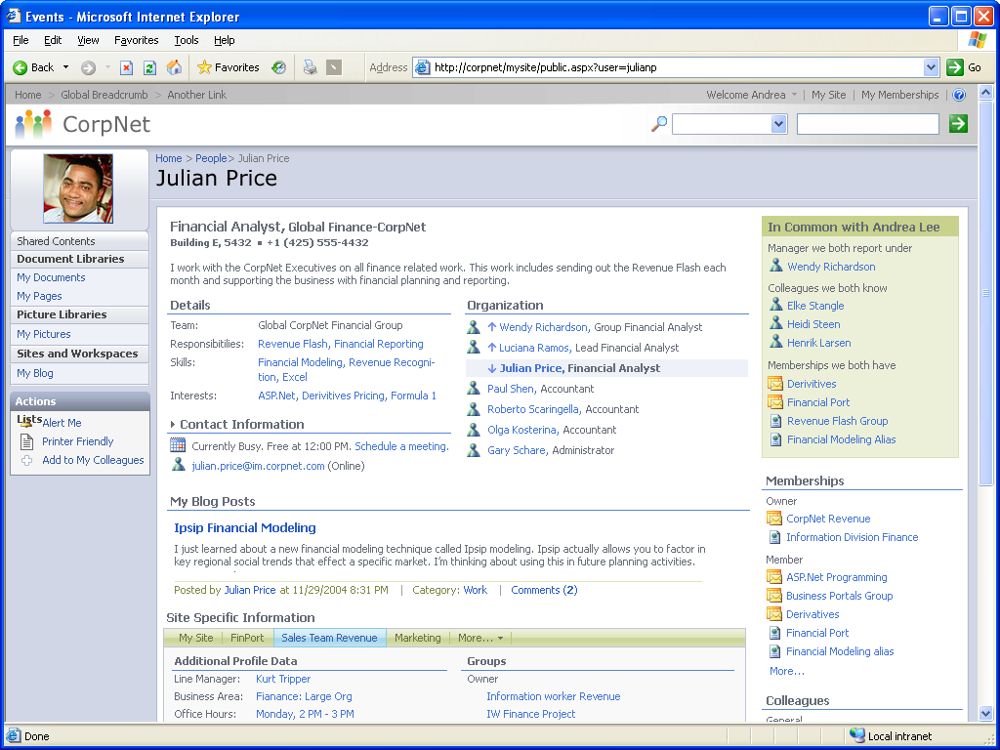 Events - Microsoft Internet Explorer
File Edit View Favorites Tools Help
Back Favorites Address http://corpnet/mysite/public.aspx?user=julianp Go
Home > Global Breadcrumb > Another Link Welcome Andrea | My Site | My Memberships
CorpNet
Home > People> Julian Price
Julian Price
Shared Contents
Document Libraries
My Documents
My Pages
Picture Libraries
My Pictures
Sites and Workspaces
My Blog
Actions
Lists
Alert Me
Printer Friendly
Add to My Colleagues
Financial Analyst, Global Finance-CorpNet
Building E, 5432 ▪ +1 (425) 555-4432
I work with the CorpNet Executives on all finance related work. This work includes sending out the Revenue Flash each
month and supporting the business with financial planning and reporting.
Details
Team: Global CorpNet Financial Group
Responsibitilies: Revenue Flash, Financial Reporting
Skills: Financial Modeling, Revenue Recogni-
tion, Excel
Interests: ASP.Net, Derivitives Pricing, Formula 1
Contact Information
Currently Busy. Free at 12:00 PM. Schedule a meeting.
julian.price@im.corpnet.com (Online)
Organization
Wendy Richardson, Group Financial Analyst
Luciana Ramos, Lead Financial Analyst
Julian Price, Financial Analyst
Paul Shen, Accountant
Roberto Scaringella, Accountant
Olga Kosterina, Accountant
Gary Schare, Administrator
My Blog Posts
Ipsip Financial Modeling
I just learned about a new financial modeling technique called Ipsip modeling. Ipsip actually allows you to factor in
key regional social trends that effect a specific market. I'm thinking about using this in future planning activities.
Posted by Julian Price at 11/29/2004 8:31 PM | Category: Work | Comments (2)
Site Specific Information
My Site FinPort Sales Team Revenue Marketing More...
Additional Profile Data
Line Manager: Kurt Tripper
Business Area: Fianance: Large Org
Office Hours: Monday, 2 PM - 3 PM
Groups
Owner
Information worker Revenue
IW Finance Project
In Common with Andrea Lee
Manager we both report under
Wendy Richardson
Colleagues we both know
Elke Stangle
Heidi Steen
Henrik Larsen
Memberships we both have
Derivitives
Financial Port
Revenue Flash Group
Financial Modeling Alias
Memberships
Owner
CorpNet Revenue
Information Division Finance
Member
ASP.Net Programming
Business Portals Group
Derivatives
Financial Port
Financial Modeling alias
More...
Colleagues
General
Done Local intranet